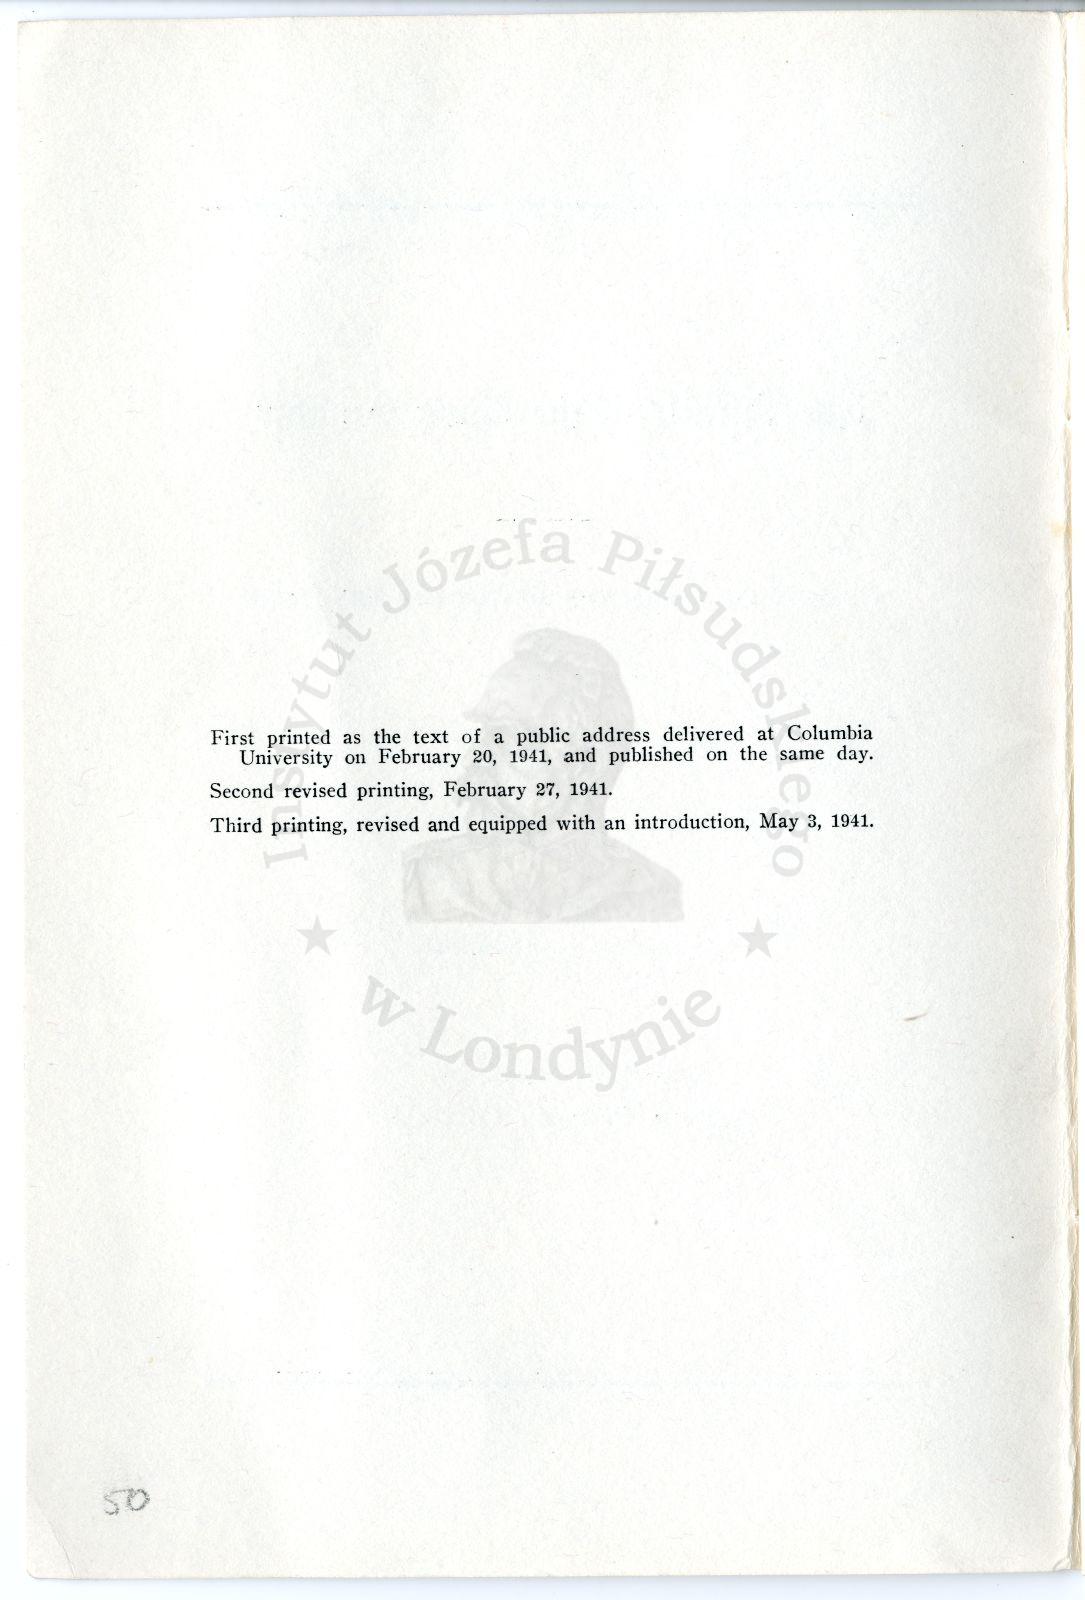 First printed as the text of a public address delivered at Columbia
University on February 20, 1941, and published on the same day.
Second revised printing, February 27, 1941.
Third printing, revised and equipped with an introduction, May 3, 1941.
Instytut Józefa Piłsudskiego
w Londynie
50